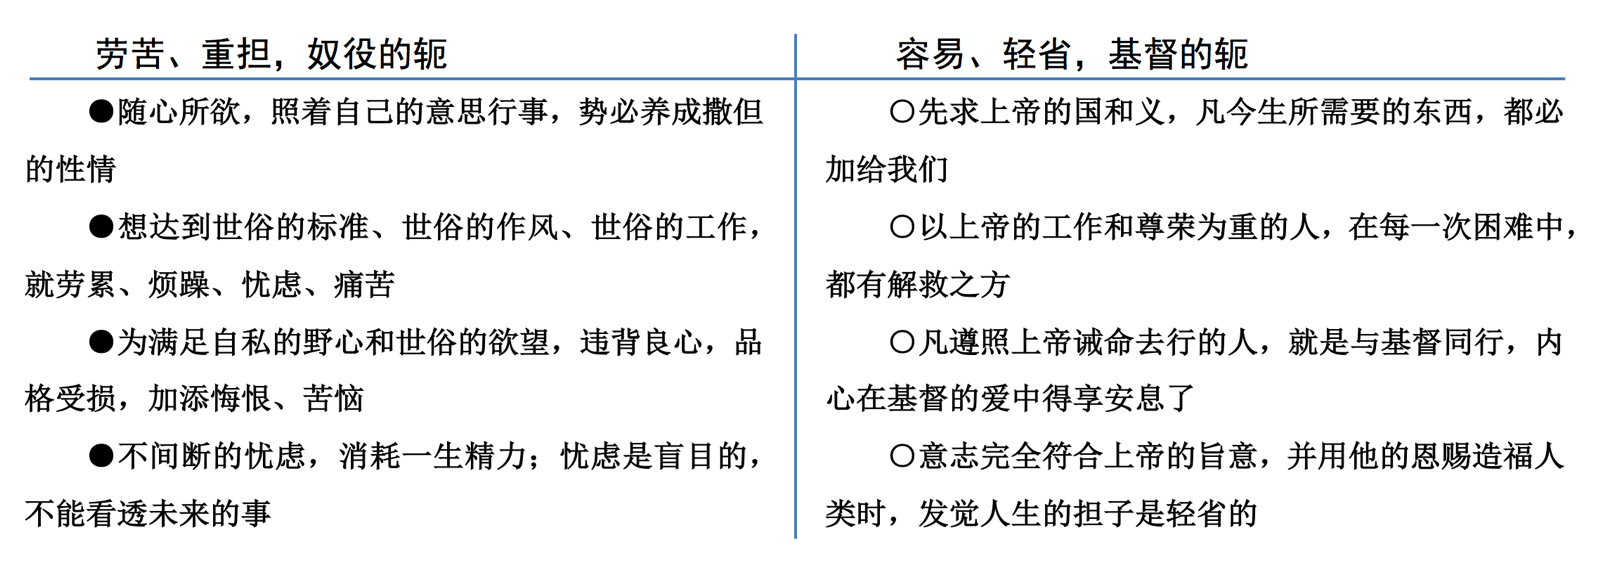 劳苦、重担，奴役的轭
●随心所欲，照着自己的意思行事，势必养成撒但
的性情
●想达到世俗的标准、世俗的作风、世俗的工作，
就劳累、烦躁、忧虑、痛苦
●为满足自私的野心和世俗的欲望，违背良心，品
格受损，加添悔恨、苦恼
●不间断的忧虑，消耗一生精力；忧虑是盲目的，
不能看透未来的事
容易、轻省，基督的轭
○先求上帝的国和义，凡今生所需要的东西，都必
加给我们
○以上帝的工作和尊荣为重的人，在每一次困难中，
都有解救之方
○凡遵照上帝诫命去行的人，就是与基督同行，内
心在基督的爱中得享安息了
○意志完全符合上帝的旨意，并用他的恩赐造福人
类时，发觉人生的担子是轻省的